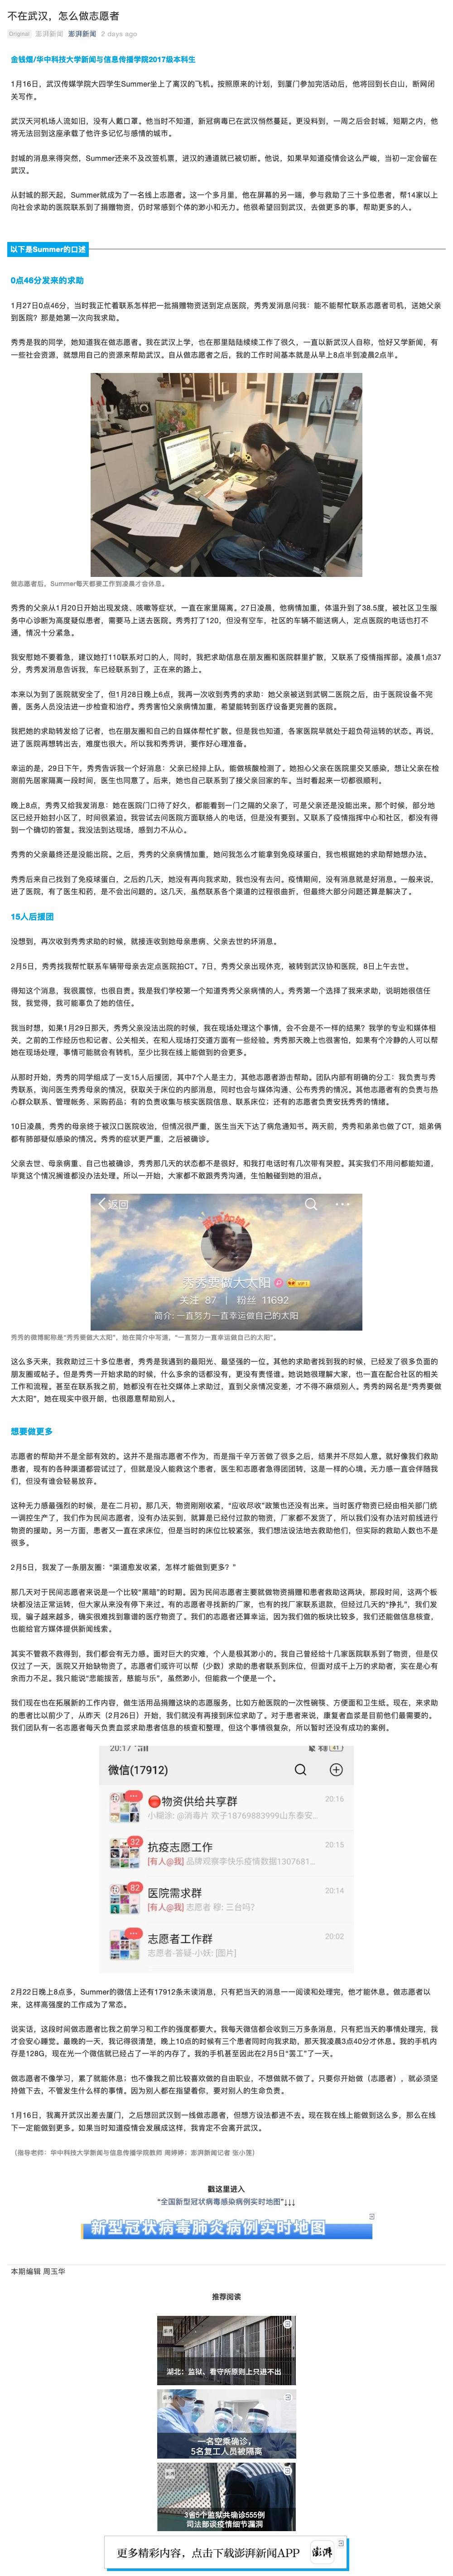 不在武汉，怎么做志愿者
Original 澎湃新闻 澎湃新闻 2 days ago
金钱熠/华中科技大学新闻与信息传播学院2017级本科生
1月16日，武汉传媒学院大四学生Summer坐上了离汉的飞机。按照原来的计划，到厦门参加完活动后，他将回到长白山，断网闭
关写作。
武汉天河机场人流如旧，没有人戴口罩。他当时不知道，新冠病毒已在武汉悄然蔓延。更没料到，一周之后会封城，短期之内，他
将无法回到这座承载了他许多记忆与感情的城市。
封城的消息来得突然，Summer还来不及改签机票，进汉的通道就已被切断。他说，如果早知道疫情会这么严峻，当初一定会留在
武汉。
从封城的那天起，Summer就成为了一名线上志愿者。这一个多月里，他在屏幕的另一端，参与救助了三十多位患者，帮14家以上
向社会求助的医院联系到了捐赠物资，仍时常感到个体的渺小和无力。他很希望回到武汉，去做更多的事，帮助更多的人。
以下是Summer的口述
0点46分发来的求助
1月27日0点46分，当时我正忙着联系怎样把一批捐赠物资送到定点医院，秀秀发消息问我：能不能帮忙联系志愿者司机，送她父亲
到医院？那是她第一次向我求助。
秀秀是我的同学，她知道我在做志愿者。我在武汉上学，也在那里陆陆续续工作了很久，一直以新武汉人自称，恰好又学新闻，有
一些社会资源，就想用自己的资源来帮助武汉。自从做志愿者之后，我的工作时间基本就是从早上8点半到凌晨2点半。
做志愿者后，Summer每天都要工作到凌晨才会休息。
秀秀的父亲从1月20日开始出现发烧、咳嗽等症状，一直在家里隔离。27日凌晨，他病情加重，体温升到了38.5度，被社区卫生服
务中心诊断为高度疑似患者，需要马上送去医院。秀秀打了120，但没有空车，社区的车辆不能送病人，定点医院的电话也打不
通，情况十分紧急。
我安慰她不要着急，建议她打110联系对口的人，同时，我把求助信息在朋友圈和医院群里扩散，又联系了疫情指挥部。凌晨1点37
分，秀秀发消息告诉我，车已经联系到了，正在来的路上。
本来以为到了医院就安全了，但1月28日晚上6点，我再一次收到秀秀的求助：她父亲被送到武钢二医院之后，由于医院设备不完
善，医务人员没法进一步检查和治疗。秀秀害怕父亲病情加重，希望能转到医疗设备更完善的医院。
我把她的求助转发给了记者，也在朋友圈和自己的自媒体帮忙扩散。但是我也知道，各家医院早就处于超负荷运转的状态。再说，
进了医院再想转出去，难度也很大。所以我和秀秀讲，要作好心理准备。
幸运的是，29日下午，秀秀告诉我一个好消息：父亲已经排上队，能做核酸检测了。她担心父亲在医院里交叉感染，想让父亲在检
测前先居家隔离一段时间，医生也同意了。后来，她也自己联系到了接父亲回家的车。当时看起来一切都很顺利。
晚上8点，秀秀又给我发消息：她在医院门口待了好久，都能看到一门之隔的父亲了，可是父亲还是没能出来。那个时候，部分地
区已经开始封小区了，时间很紧迫。我尝试去问医院方面联络人的电话，但是没有要到。又联系了疫情指挥中心和社区，都没有得
到一个确切的答复。我没法到达现场，感到力不从心。
秀秀的父亲最终还是没能出院。之后，秀秀的父亲病情加重，她问我怎么才能拿到免疫球蛋白，我也根据她的求助帮她想办法。
秀秀后来自己找到了免疫球蛋白，之后的几天，她没有再向我求助，我也没有去问。疫情期间，没有消息就是好消息。一般来说，
进了医院，有了医生和药，是不会出问题的。这几天，虽然联系各个渠道的过程很曲折，但最终大部分问题还算是解决了。
15人后援团
没想到，再次收到秀秀求助的时候，就接连收到她母亲患病、父亲去世的坏消息。
2月5日，秀秀找我帮忙联系车辆带母亲去定点医院拍CT。7日，秀秀父亲出现休克，被转到武汉协和医院，8日上午去世。
得知这个消息，我很震惊，也很自责。我是我们学校第一个知道秀秀父亲病情的人。秀秀第一个选择了我来求助，说明她很信任
我，我觉得，我可能辜负了她的信任。
我当时想，如果1月29日那天，秀秀父亲没法出院的时候，我在现场处理这个事情，会不会是不一样的结果？我学的专业和媒体相
关，之前的工作经历也和记者、公关相关，在和人现场打交道方面有一些经验。秀秀那天晚上也很害怕，如果有个冷静的人可以帮
她在现场处理，事情可能就会有转机，至少比我在线上能做到的会更多。
从那时开始，秀秀的同学组成了一支15人后援团，其中7个人是主力，其他志愿者游击帮助。团队内部有明确的分工：我负责与秀
秀联系，询问医生秀秀母亲的情况，获取关于床位的内部消息，同时也会与媒体沟通、公布秀秀的情况。其他志愿者有的负责与热
心群众联系、管理帐务、采购药品；有的负责收集与核实医院信息、联系床位；还有的志愿者负责安抚秀秀的情绪。
10日凌晨，秀秀的母亲终于被汉口医院收治，但情况很严重，医生当天下达了病危通知书。两天前，秀秀和弟弟也做了CT，姐弟俩
都有肺部疑似感染的情况。秀秀的症状更严重，之后被确诊。
父亲去世、母亲病重、自己也被确诊，秀秀那几天的状态都不是很好，和我打电话时有几次带有哭腔。其实我们不用问都能知道，
毕竟这个情况搁谁都没办法处理。所以一开始，大家都不敢跟秀秀沟通，生怕触碰到她的泪点。
返回
秀秀要做大太阳
关注 87 | 粉丝 11692
简介: 一直努力一直幸运做自己的太阳
秀秀的微博昵称是“秀秀要做大太阳”，她在简介中写道，“一直努力一直幸运做自己的太阳”。
这么多天来，我救助过三十多位患者，秀秀是我遇到的最阳光、最坚强的一位。其他的求助者找到我的时候，已经发了很多负面的
朋友圈或帖子。但是秀秀一开始求助的时候，什么多余的话都没有，更没有责怪谁。她说她很理解大家，也一直在配合社区的相关
工作和流程。甚至在联系我之前，她都没有在社交媒体上求助过，直到父亲情况变差，才不得不麻烦别人。秀秀的网名是“秀秀要做
大太阳”，她在现实中很开朗，也很愿意帮助别人。
想要做更多
志愿者的帮助并不是全部有效的。这并不是指志愿者不作为，而是指千辛万苦做了很多之后，结果并不尽如人意。就好像我们救助
患者，现有的各种渠道都尝试过了，但就是没人能救这个患者，医生和志愿者急得团团转，这是一样的心境。无力感一直会伴随我
们，但没有谁会轻易放弃。
这种无力感最强烈的时候，是在二月初。那几天，物资刚刚收紧，“应收尽收”政策也还没有出来。当时医疗物资已经由相关部门统
一调控生产了，我们作为民间志愿者，没有办法买到，就算是已经付过款的物资，厂家都不发货了，所以我们没有办法对前线进行
物资的援助。另一方面，患者又一直在求床位，但是当时的床位比较紧张，我们想法设法地去救助他们，但实际的救助人数也不是
很多。
2月5日，我发了一条朋友圈：“渠道愈发收紧，怎样才能做到更多？”
那几天对于民间志愿者来说是一个比较“黑暗”的时期。因为民间志愿者主要就做物资捐赠和患者救助这两块，那段时间，这两个板
块都没法正常运转，但大家从来没有停下来过。有的志愿者寻找新的厂家，也有的找厂家联系退款，但经过几天的“挣扎”，我们发
现，骗子越来越多，确实很难找到靠谱的医疗物资了。我们的志愿者还算幸运，因为我们做的板块比较多，我们还能做信息核查，
也能给官方媒体提供新闻线索。
其实不管救不救得到，我们都会有无力感。面对巨大的灾难，个人是极其渺小的。我自己曾经给十几家医院联系到了物资，但是仅
仅过了一天，医院又开始缺物资了。志愿者们或许可以帮（少数）求助的患者联系到床位，但面对成千上万的求助者，实在是心有
余而力不足。我只能说“悲能拔苦，慈能与乐”，虽然渺小，但能救一个便是一个。
我们现在也在拓展新的工作内容，做生活用品捐赠这块的志愿服务，比如方舱医院的一次性碗筷、方便面和卫生纸。现在，来求助
的患者比以前少了，从昨天（2月26日）开始，我们就没有再接到床位求助了。对于患者来说，康复者血浆是目前他们最需要的。
我们团队有一名志愿者每天负责血浆求助患者信息的核查和整理，但这个事情很复杂，所以暂时还没有成功的案例。
20:17
微信(17912)
物资供给共享群
20:16
小糊涂: @消毒片 欢子18769883999山东泰安...
32
抗疫志愿工作
20:15
[有人@我] 品牌观察李快乐疫情数据1307681...
82
医院需求群
20:14
[有人@我] 志愿者 穆: 三台吗?
志愿者工作群
20:02
志愿者-答疑-小妖: [图片]
2月22日晚上8点多，Summer的微信上还有17912条未读消息，只有把当天的消息一一阅读和处理完，他才能休息。做志愿者以
来，这样高强度的工作成为了常态。
说实话，这段时间做志愿者比我之前学习和工作的强度都要大。我每天微信都会收到三万多条消息，只有把当天的事情处理完，我
才会安心睡觉。最晚的一天，我记得很清楚，晚上10点的时候有三个患者同时向我求助，那天我凌晨3点40分才休息。我的手机内
存是128G，现在光一个微信就已经占了一半的内存了。我的手机甚至因此在2月5日“罢工”了一天。
做志愿者不像学习，累了就能休息；也不像我之前比较喜欢做的自由职业，不想做就不做了。只要你开始做（志愿者），就必须坚
持做下去，不管发生什么样的事情。因为别人都在指望着你，要对别人的生命负责。
1月16日，我离开武汉出差去厦门，之后想回武汉到一线做志愿者，但想方设法都进不去。现在我在线上能做到这么多，那么在线
下一定能做到更多。如果当时知道疫情会发展成这样，我肯定不会离开武汉。
（指导老师：华中科技大学新闻与信息传播学院教师 周婷婷；澎湃新闻记者 张小莲）
戳这里进入
“全国新型冠状病毒感染病例实时地图”↓↓↓
新型冠状病毒肺炎病例实时地图
本期编辑 周玉华
推荐阅读
湖北：监狱、看守所原则上只进不出
一名空乘确诊，
5名复工人员被隔离
3省5个监狱共确诊555例
司法部谈疫情细节漏洞
更多精彩内容，点击下载澎湃新闻APP 澎湃